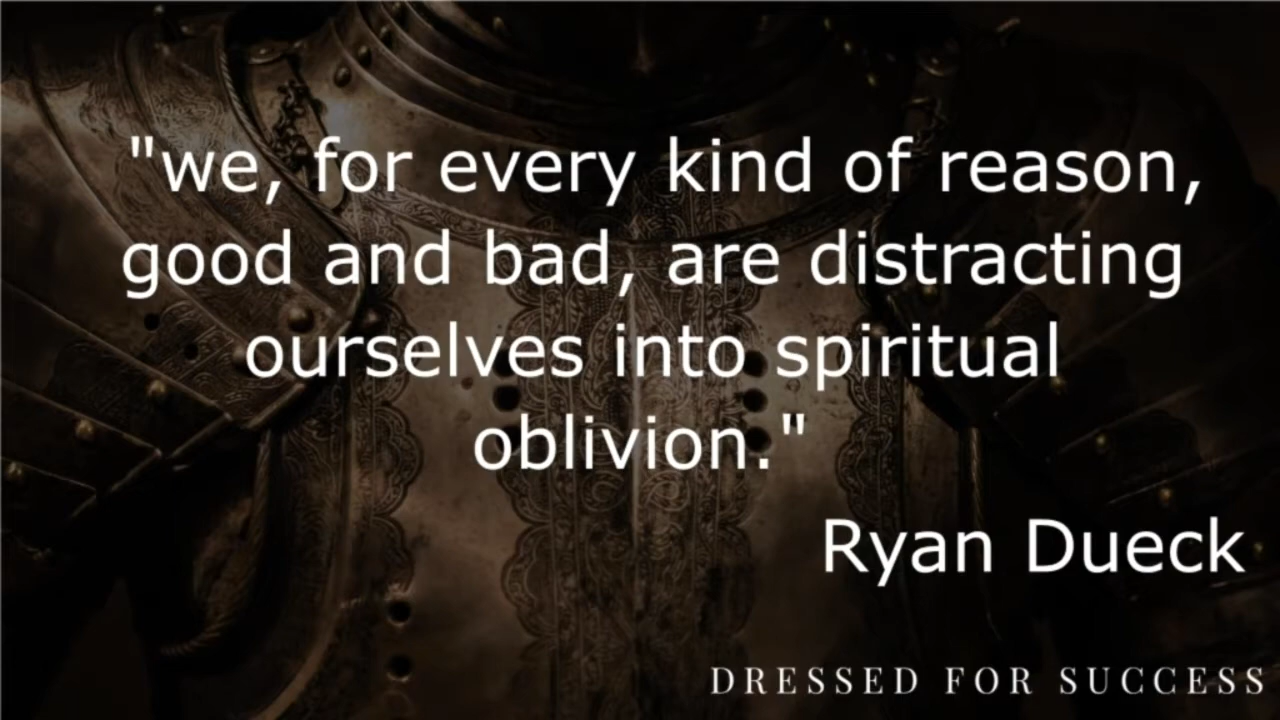 "we, for every kind of reason,
good and bad, are distracting
ourselves into spiritual
oblivion."
Ryan Dueck
DRESSED FOR SUCCESS